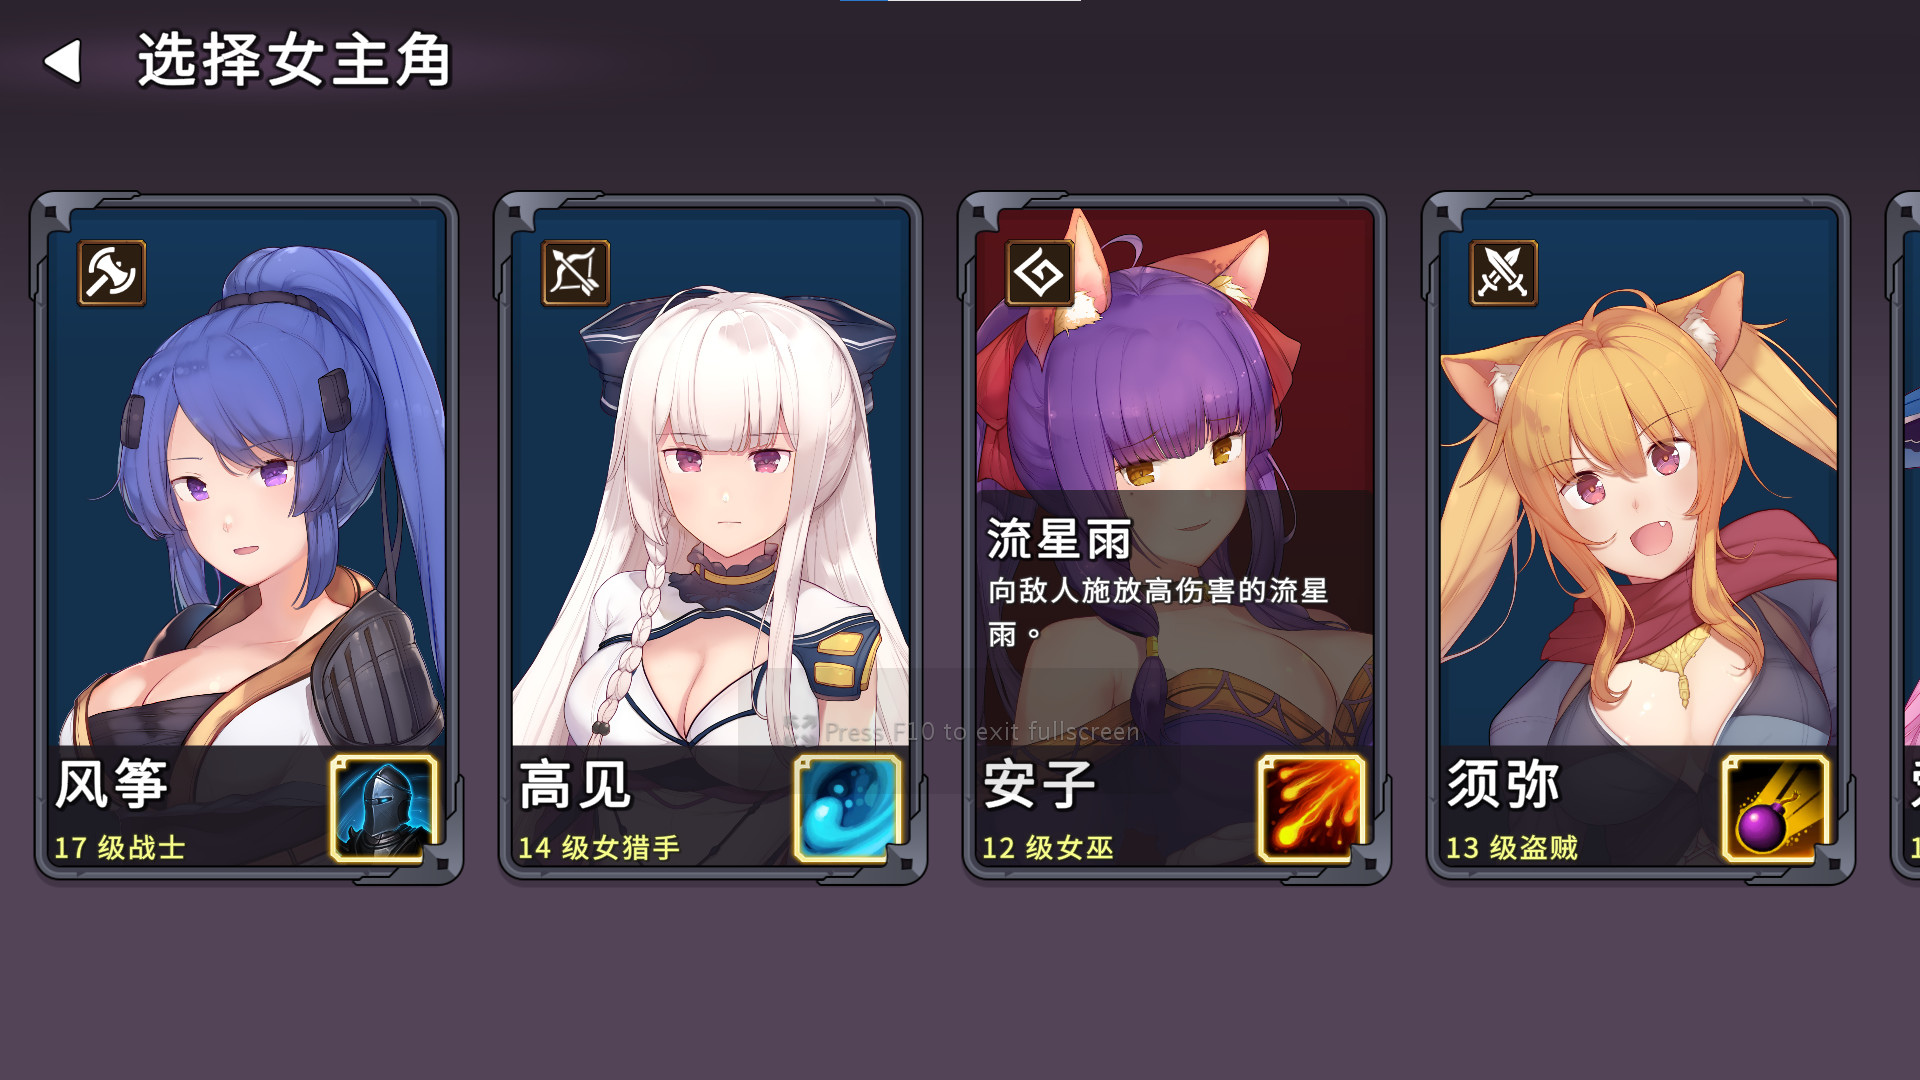 选择女主角
风筝
17 级战士
高见
14 级女猎手
流星雨
向敌人施放高伤害的流星
雨。
安子
12 级女巫
须弥
13 级盗贼
Press F10 to exit fullscreen